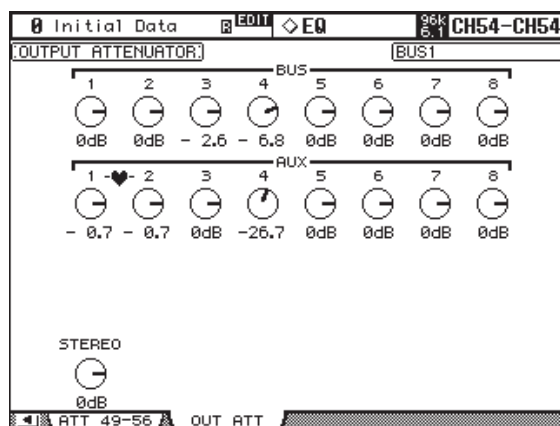 0 Initial Data EDIT EQ 96k 6.1 CH54-CH54
OUTPUT ATTENUATOR BUS1
BUS
1 2 3 4 5 6 7 8
0dB 0dB - 2.6 - 6.8 0dB 0dB 0dB 0dB
AUX
1 - ♥ - 2 3 4 5 6 7 8
- 0.7 - 0.7 0dB -26.7 0dB 0dB 0dB 0dB
STEREO
0dB
ATT 49-56 OUT ATT